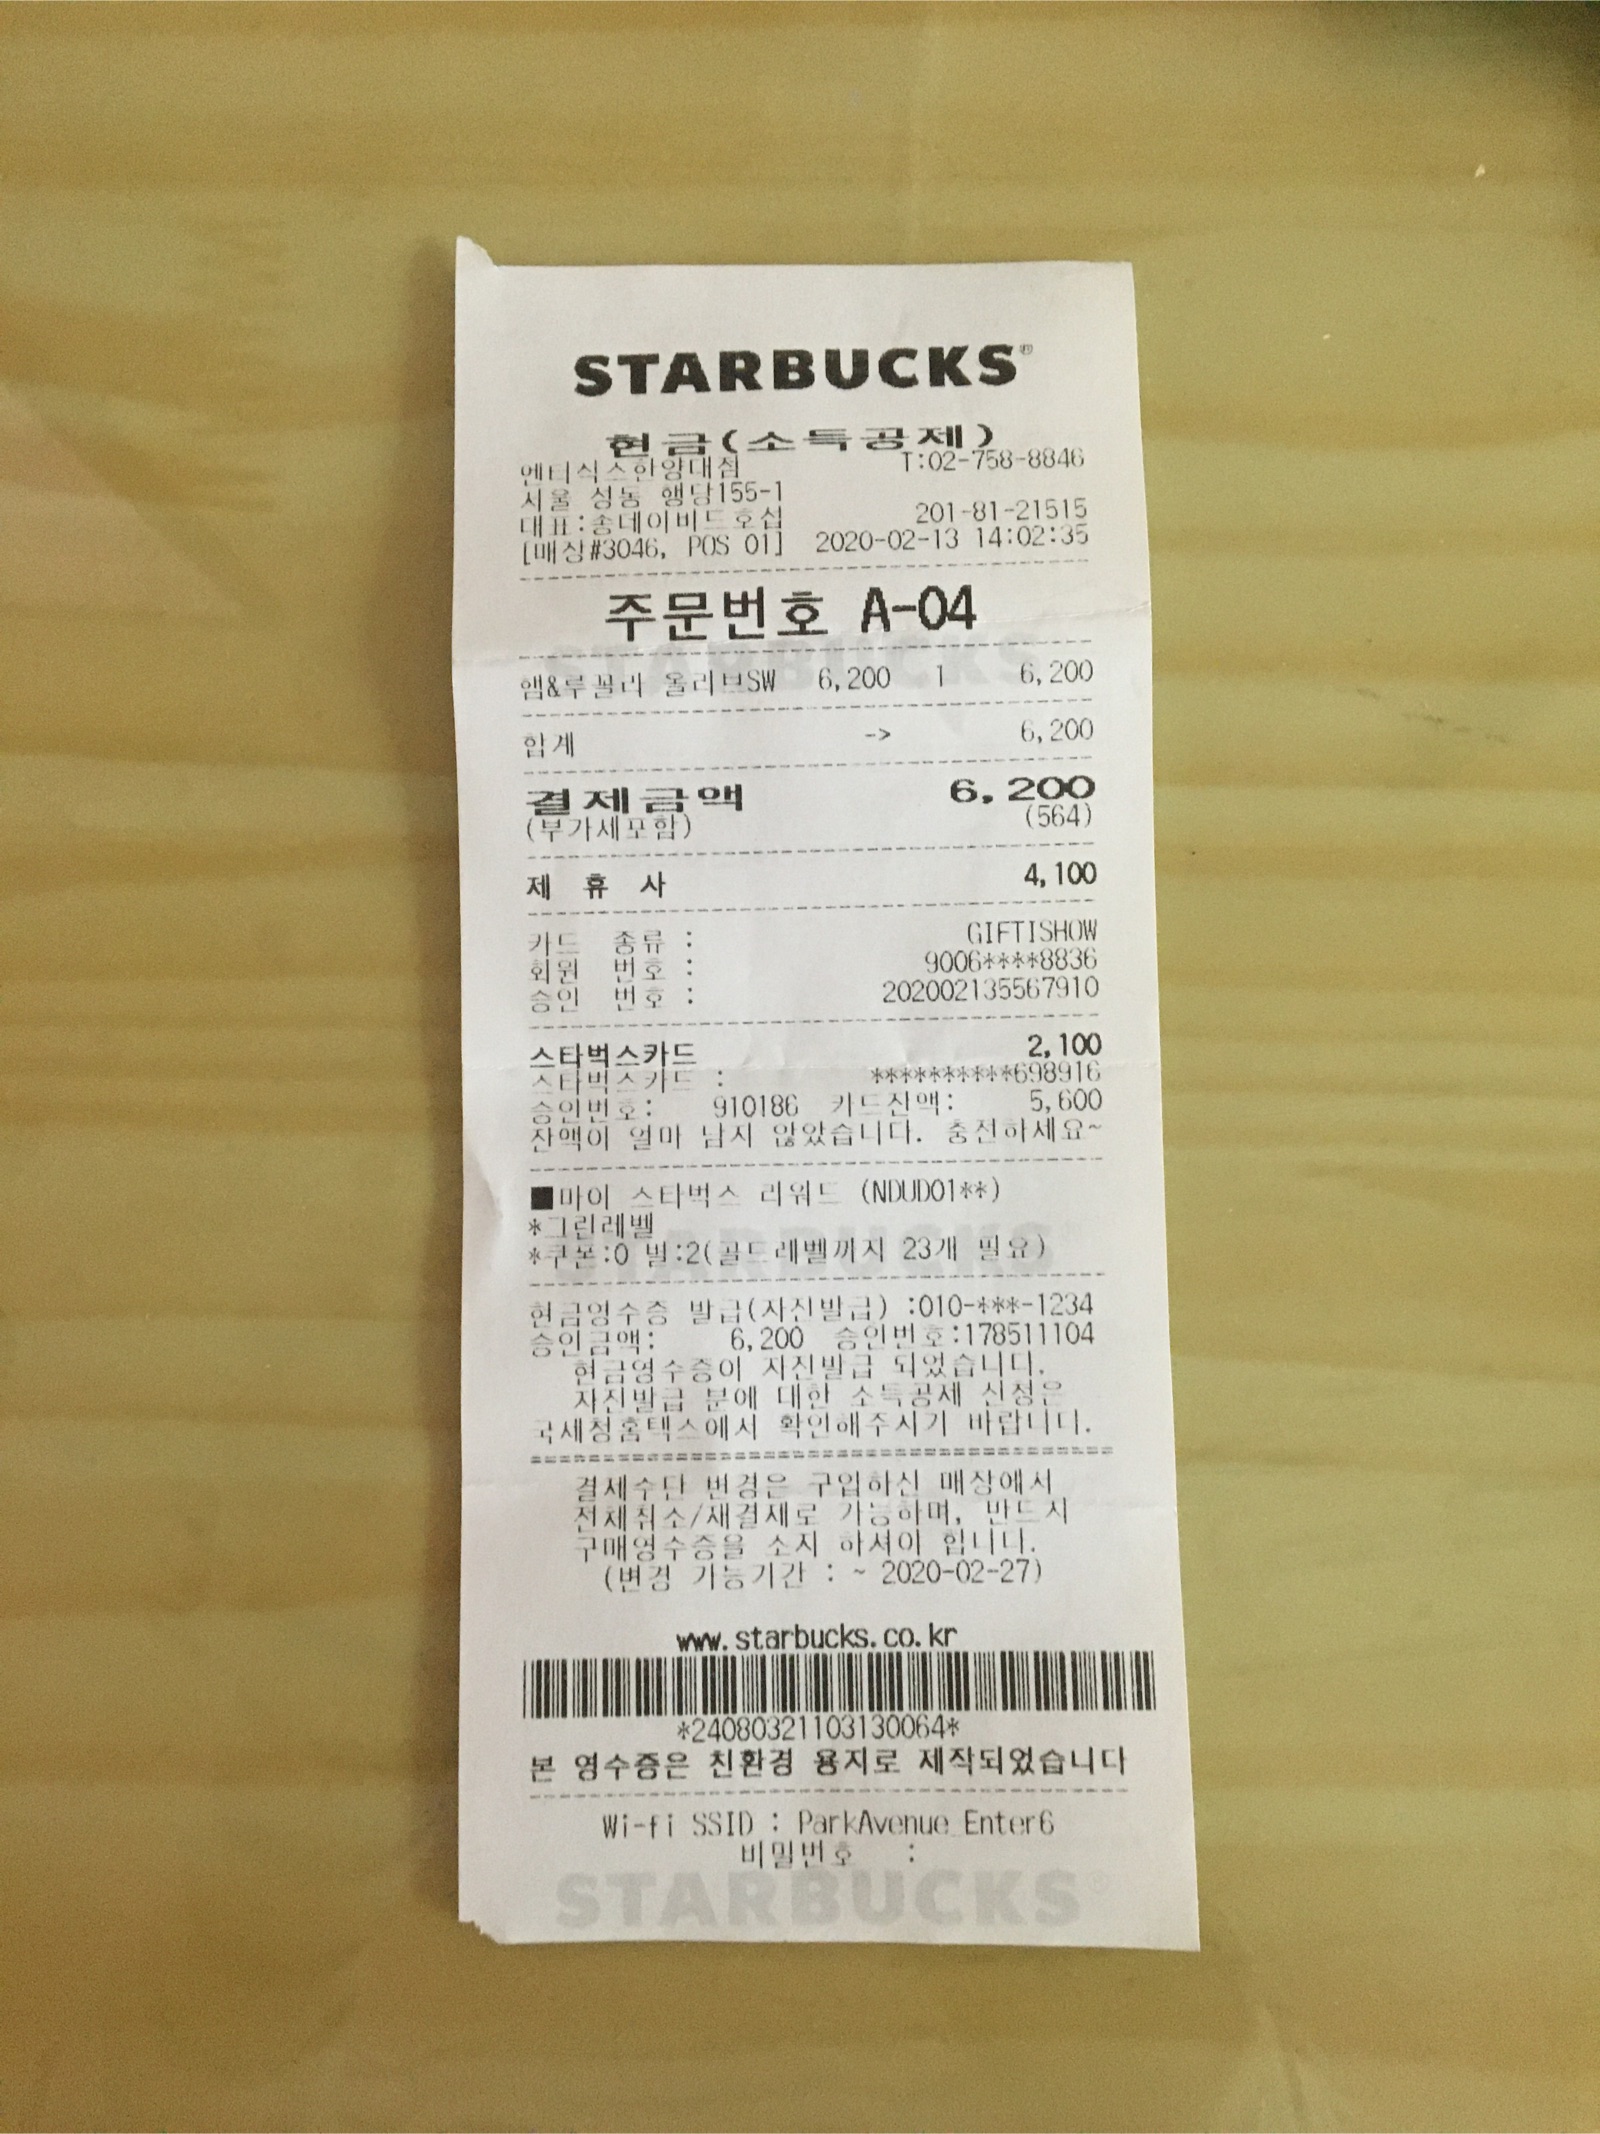 STARBUCKS®
현금(소득공제)
엔터식스한양대점 T:02-758-8846
서울 성동 행당155-1
대표:송데이비드호섭 201-81-21515
[매장#3046, POS 01] 2020-02-13 14:02:35
주문번호 A-04
햄&루꼴라 올리브SW 6,200 1 6,200
합계 -> 6,200
결제금액 6,200
(부가세포함) (564)
제 휴 사 4,100
카드 종류 : GIFTISHOW
회원 번호 : 9006****8836
승인 번호 : 202002135567910
스타벅스카드 2,100
스타벅스카드 : **********698916
승인번호: 910186 카드잔액: 5,600
잔액이 얼마 남지 않았습니다. 충전하세요~
■마이 스타벅스 리워드 (NDUD01**)
*그린레벨
*쿠폰:0 별:2(골드레벨까지 23개 필요)
현금영수증 발급(자진발급) :010-***-1234
승인금액: 6,200 승인번호:178511104
현금영수증이 자진발급 되었습니다.
자진발급 분에 대한 소득공제 신청은
국세청홈텍스에서 확인해주시기 바랍니다.
결제수단 변경은 구입하신 매장에서
전체취소/재결제로 가능하며, 반드시
구매영수증을 소지 하셔야 합니다.
(변경 가능기간 : ~ 2020-02-27)
www.starbucks.co.kr
*24080321103130064*
본 영수증은 친환경 용지로 제작되었습니다
Wi-fi SSID : ParkAvenue_Enter6
비밀번호 :
STARBUCKS®